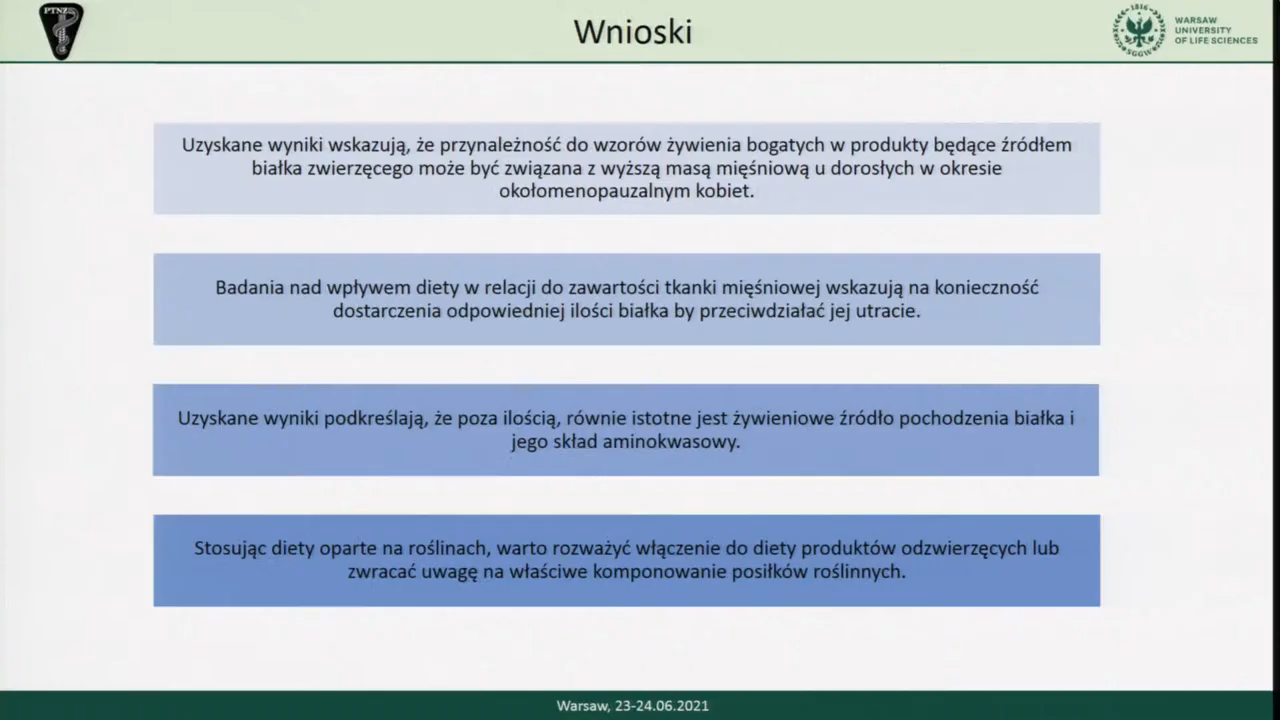 PTNZ
Wnioski
1816
SGGW
WARSAW
UNIVERSITY
OF LIFE SCIENCES
Uzyskane wyniki wskazują, że przynależność do wzorów żywienia bogatych w produkty będące źródłem
białka zwierzęcego może być związana z wyższą masą mięśniową u dorosłych w okresie
okołomenopauzalnym kobiet.
Badania nad wpływem diety w relacji do zawartości tkanki mięśniowej wskazują na konieczność
dostarczenia odpowiedniej ilości białka by przeciwdziałać jej utracie.
Uzyskane wyniki podkreślają, że poza ilością, równie istotne jest żywieniowe źródło pochodzenia białka i
jego skład aminokwasowy.
Stosując diety oparte na roślinach, warto rozważyć włączenie do diety produktów odzwierzęcych lub
zwracać uwagę na właściwe komponowanie posiłków roślinnych.
Warsaw, 23-24.06.2021